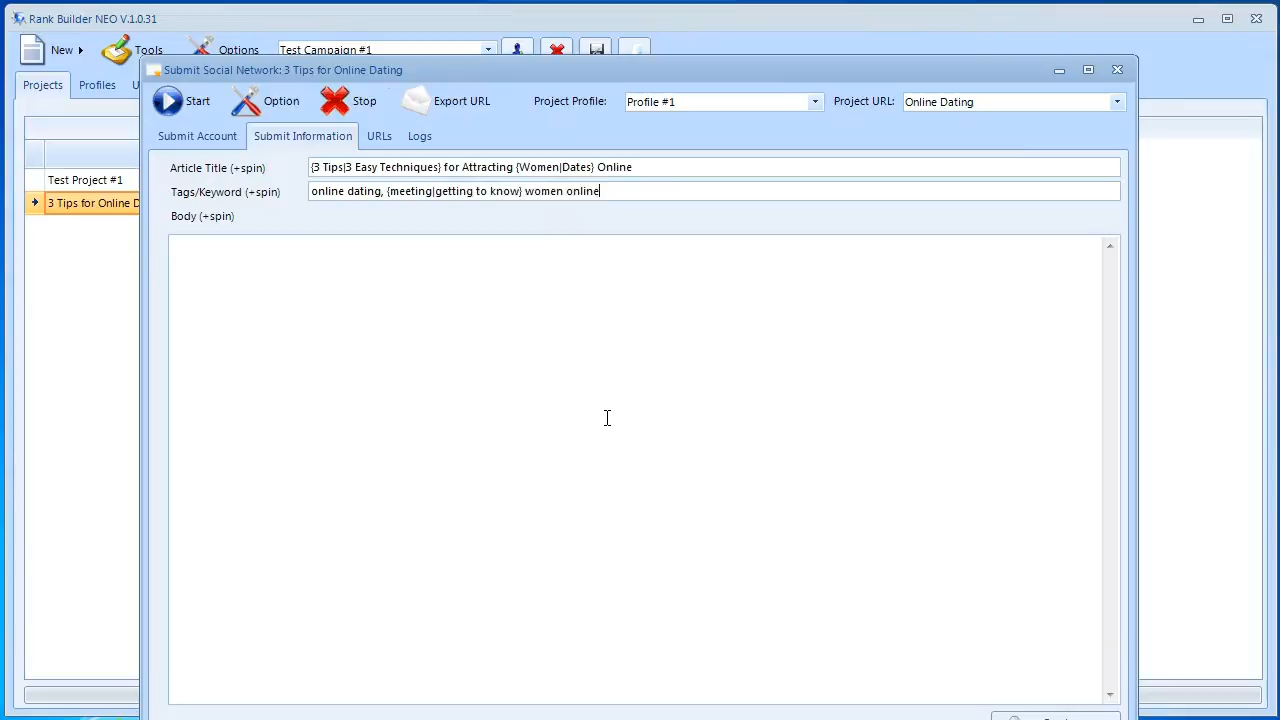 Rank Builder NEO V.1.0.31
New Tools Options Test Campaign #1
Submit Social Network: 3 Tips for Online Dating
Projects Profiles U
Start Option Stop Export URL Project Profile: Profile #1 Project URL: Online Dating
Submit Account Submit Information URLs Logs
Article Title (+spin) {3 Tips|3 Easy Techniques} for Attracting {Women|Dates} Online
Test Project #1
Tags/Keyword (+spin) online dating, {meeting|getting to know} women online
3 Tips for Online D
Body (+spin)